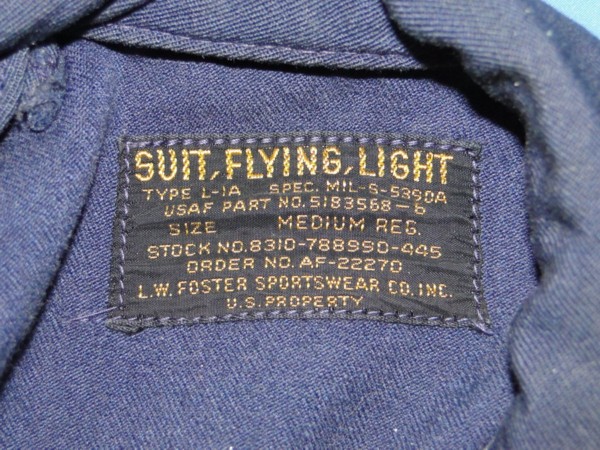 SUIT, FLYING, LIGHT
TYPE L-1A SPEC. MIL-S-5390A
USAF PART NO. 5183568-6
SIZE MEDIUM REG.
STOCK NO. 8310-788990-445
ORDER NO. AF-22270
L.W. FOSTER SPORTSWEAR CO. INC.
U.S. PROPERTY